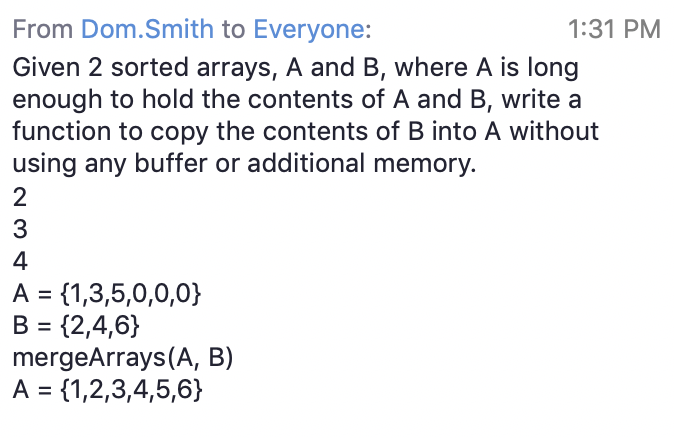 From Dom.Smith to Everyone: 1:31 PM
Given 2 sorted arrays, A and B, where A is long
enough to hold the contents of A and B, write a
function to copy the contents of B into A without
using any buffer or additional memory.
2
3
4
A = {1,3,5,0,0,0}
B = {2,4,6}
mergeArrays(A, B)
A = {1,2,3,4,5,6}